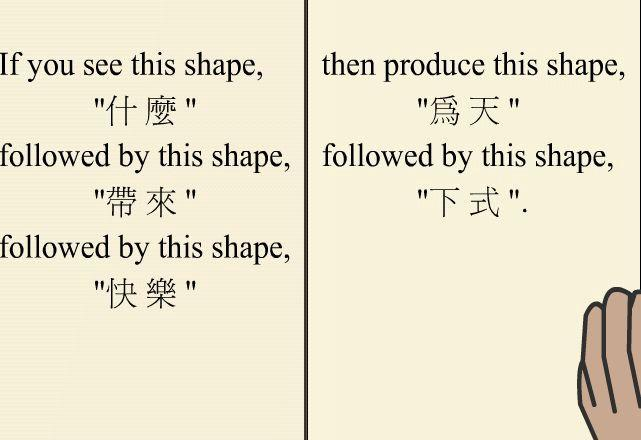 If you see this shape,
"什 麼 "
followed by this shape,
"帶 來 "
followed by this shape,
"快 樂 "
then produce this shape,
"爲 天 "
followed by this shape,
"下 式 ".